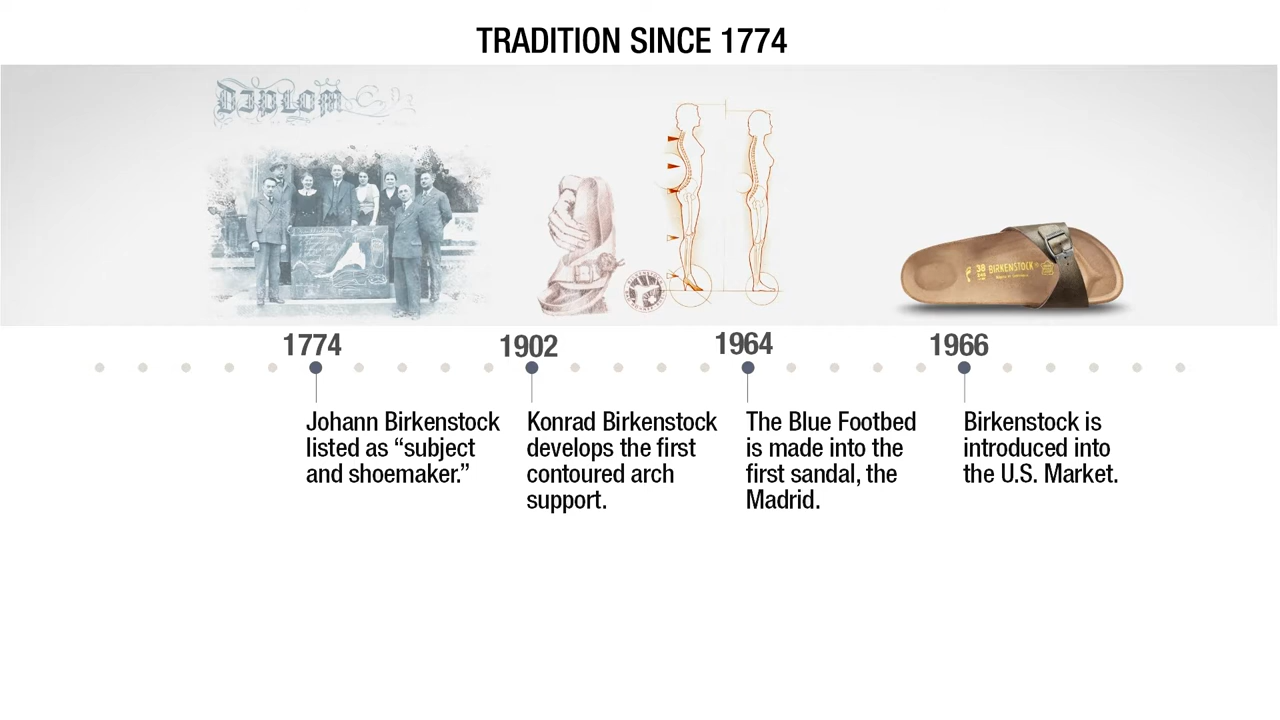 TRADITION SINCE 1774
Diplom
38
BIRKENSTOCK
1774
1902
1964
1966
Johann Birkenstock
listed as “subject
and shoemaker.”
Konrad Birkenstock
develops the first
contoured arch
support.
The Blue Footbed
is made into the
first sandal, the
Madrid.
Birkenstock is
introduced into
the U.S. Market.